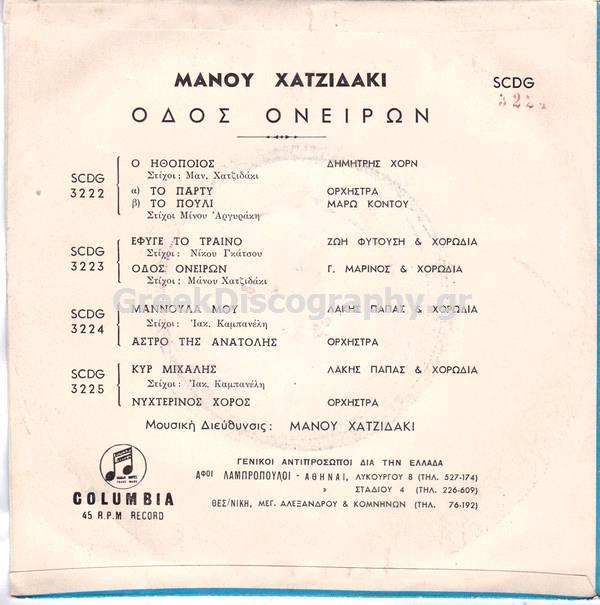 ΜΑΝΟΥ ΧΑΤΖΙΔΑΚΙ
SCDG
3224
ΟΔΟΣ ΟΝΕΙΡΩΝ
SCDG 3222
Ο ΗΘΟΠΟΙΟΣ ΔΗΜΗΤΡΗΣ ΧΟΡΝ
Στίχοι: Μαν. Χατζιδάκι
α) ΤΟ ΠΑΡΤΥ ΟΡΧΗΣΤΡΑ
β) ΤΟ ΠΟΥΛΙ ΜΑΡΩ ΚΟΝΤΟΥ
Στίχοι Μίνου Ἀργυράκη
SCDG 3223
ΕΦΥΓΕ ΤΟ ΤΡΑΙΝΟ ΖΩΗ ΦΥΤΟΥΣΗ & ΧΟΡΩΔΙΑ
Στίχοι: Νίκου Γκάτσου
ΟΔΟΣ ΟΝΕΙΡΩΝ Γ. ΜΑΡΙΝΟΣ & ΧΟΡΩΔΙΑ
Στίχοι: Μάνου Χατζιδάκι
GreekDiscography.gr
SCDG 3224
ΜΑΝΝΟΥΛΑ ΜΟΥ ΛΑΚΗΣ ΠΑΠΑΣ & ΧΟΡΩΔΙΑ
Στίχοι: Ἰακ. Καμπανέλη
ΑΣΤΡΟ ΤΗΣ ΑΝΑΤΟΛΗΣ ΟΡΧΗΣΤΡΑ
SCDG 3225
ΚΥΡ ΜΙΧΑΛΗΣ ΛΑΚΗΣ ΠΑΠΑΣ & ΧΟΡΩΔΙΑ
Στίχοι: Ἰακ. Καμπανέλη
ΝΥΧΤΕΡΙΝΟΣ ΧΟΡΟΣ ΟΡΧΗΣΤΡΑ
Μουσικὴ Διεύθυνσις: ΜΑΝΟΥ ΧΑΤΖΙΔΑΚΙ
ΓΕΝΙΚΟΙ ΑΝΤΙΠΡΟΣΩΠΟΙ ΔΙΑ ΤΗΝ ΕΛΛΑΔΑ
ΑΦΟΙ ΛΑΜΠΡΟΠΟΥΛΟΙ - ΑΘΗΝΑΙ, ΛΥΚΟΥΡΓΟΥ 8 (ΤΗΛ. 527-174)
» ΣΤΑΔΙΟΥ 4 (ΤΗΛ. 226-609)
ΘΕΣ/ΝΙΚΗ, ΜΕΓ. ΑΛΕΞΑΝΔΡΟΥ & ΚΟΜΝΗΝΩΝ (ΤΗΛ. 76-192)
COLUMBIA
45 R.P.M RECORD